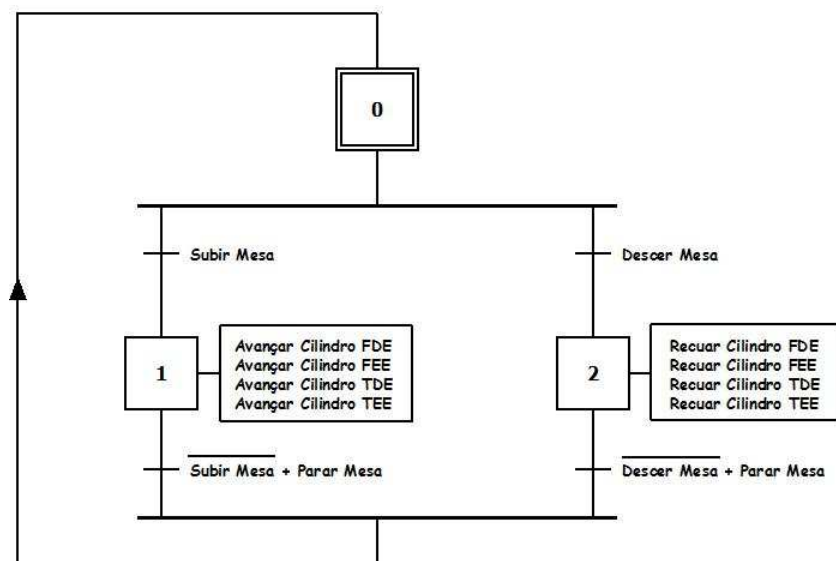 0
Subir Mesa
Descer Mesa
1
Avançar Cilindro FDE
Avançar Cilindro FEE
Avançar Cilindro TDE
Avançar Cilindro TEE
2
Recuar Cilindro FDE
Recuar Cilindro FEE
Recuar Cilindro TDE
Recuar Cilindro TEE
Subir Mesa + Parar Mesa
Descer Mesa + Parar Mesa